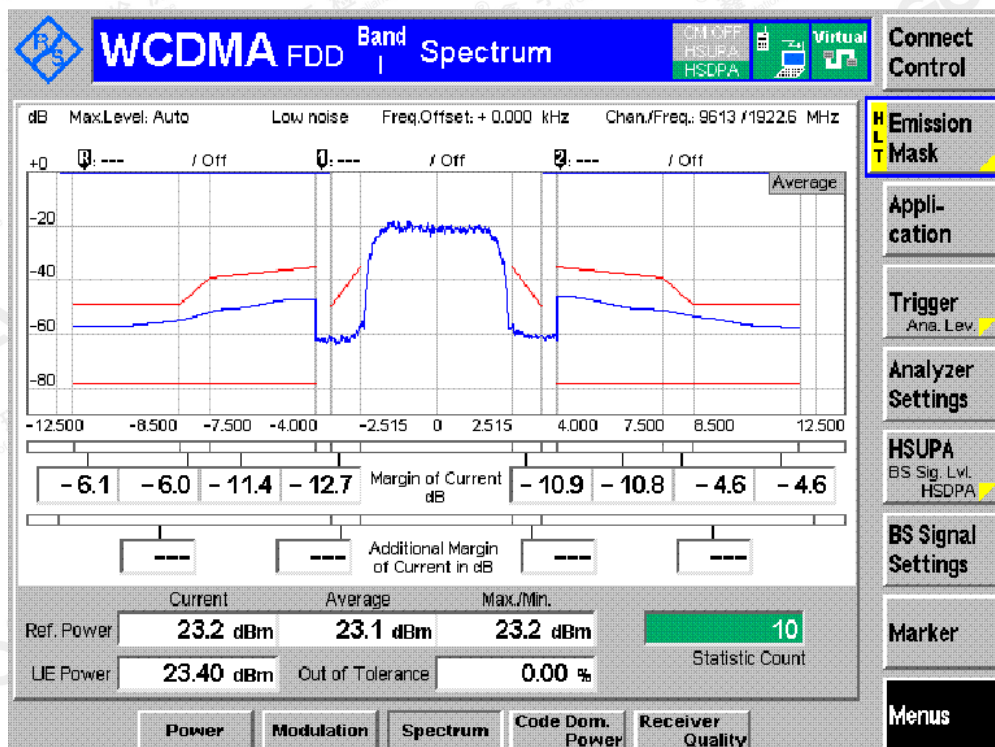 R&S
WCDMA FDD Band I Spectrum
CM OFF
HSUPA
HSDPA
Virtual
Connect Control
dB Max.Level: Auto Low noise Freq.Offset: + 0.000 kHz Chan./Freq.: 9613 / 1922.6 MHz
R: --- / Off 1: --- / Off 2: --- / Off
Average
+0
-20
-40
-60
-80
-12.500 -8.500 -7.500 -4.000 -2.515 0 2.515 4.000 7.500 8.500 12.500
- 6.1 - 6.0 - 11.4 - 12.7 Margin of Current dB - 10.9 - 10.8 - 4.6 - 4.6
--- --- Additional Margin of Current in dB --- ---
Current Average Max./Min.
Ref. Power 23.2 dBm 23.1 dBm 23.2 dBm 10
Statistic Count
UE Power 23.40 dBm Out of Tolerance 0.00 %
Power Modulation Spectrum Code Dom. Power Receiver Quality
HLT
Emission Mask
Appli-
cation
Trigger
Ana. Lev.
Analyzer Settings
HSUPA
BS Sig. Lvl.
HSDPA
BS Signal Settings
Marker
Menus